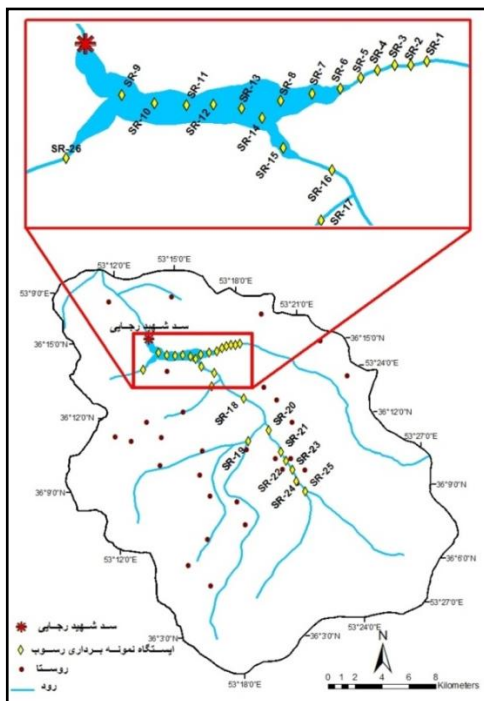 SR-1
SR-2
SR-3
SR-4
SR-5
SR-6
SR-7
SR-8
SR-13
SR-11
SR-9
SR-10
SR-12
SR-14
SR-15
SR-26
SR-16
SR-17
53°12'0"E
53°15'0"E
53°18'0"E
53°9'0"E
53°21'0"E
36°15'0"N
سد شهید رجایی
36°15'0"N
53°24'0"E
36°12'0"N
36°12'0"N
SR-18
SR-20
53°27'0"E
SR-19
SR-21
SR-23
SR-22
SR-25
SR-24
36°9'0"N
36°9'0"N
53°12'0"E
36°6'0"N
53°27'0"E
53°24'0"E
36°3'0"N
36°3'0"N
53°18'0"E
سد شهید رجایی
ایستگاه نمونه برداری رسوب
روستا
رود
N
0 1 2 4 6 8
Kilometers